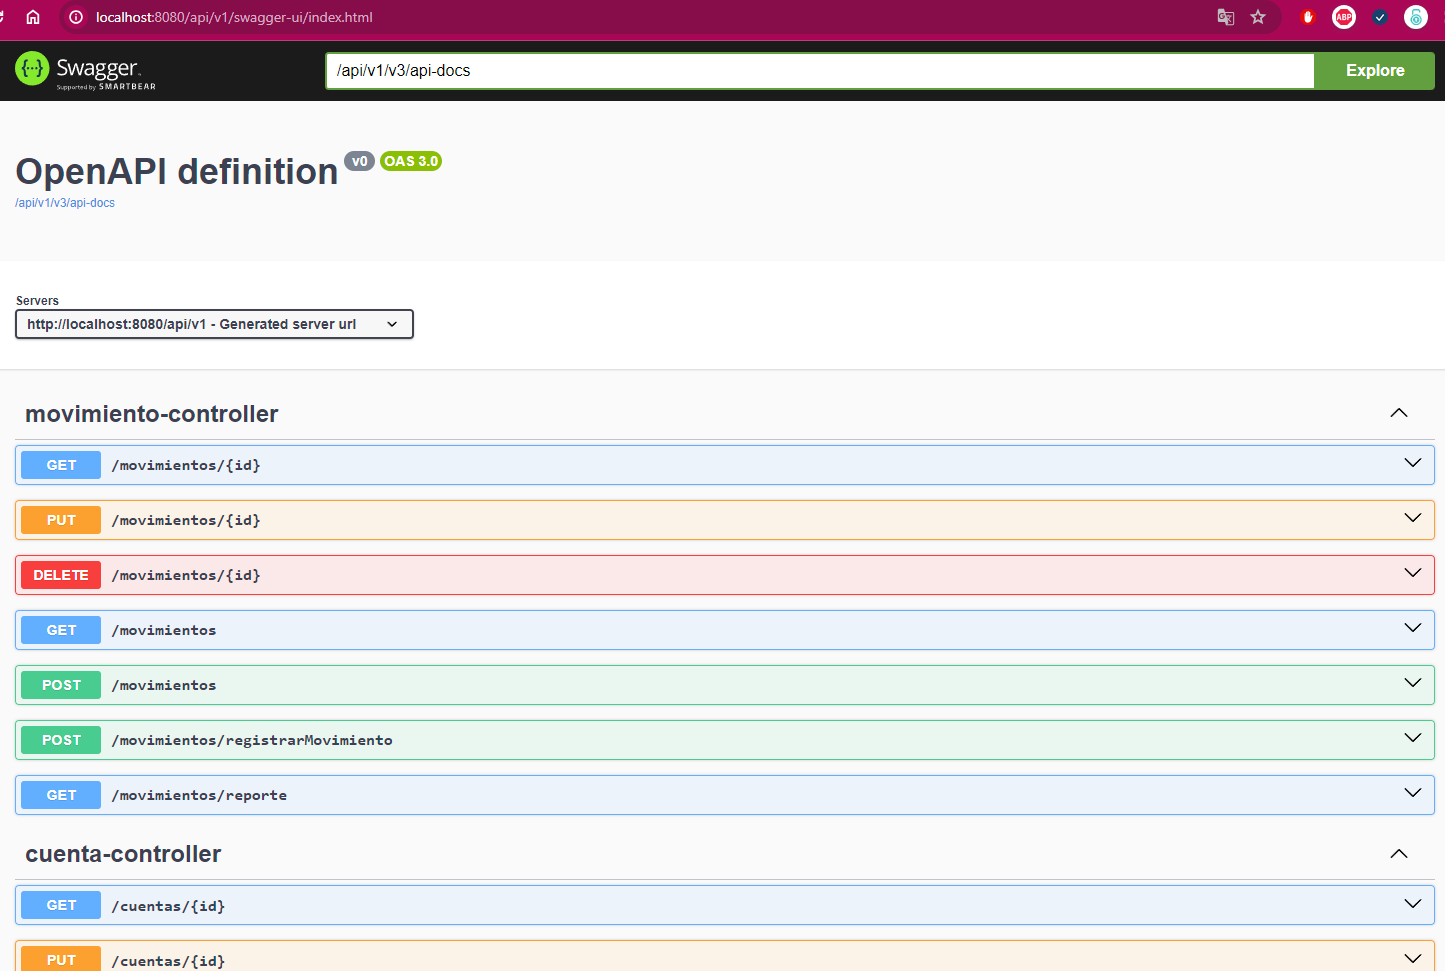 localhost:8080/api/v1/swagger-ui/index.html
ABP
Swagger.
Supported by SMARTBEAR
/api/v1/v3/api-docs
Explore
OpenAPI definition v0 OAS 3.0
/api/v1/v3/api-docs
Servers
http://localhost:8080/api/v1 - Generated server url
movimiento-controller
GET /movimientos/{id}
PUT /movimientos/{id}
DELETE /movimientos/{id}
GET /movimientos
POST /movimientos
POST /movimientos/registrarMovimiento
GET /movimientos/reporte
cuenta-controller
GET /cuentas/{id}
PUT /cuentas/{id}